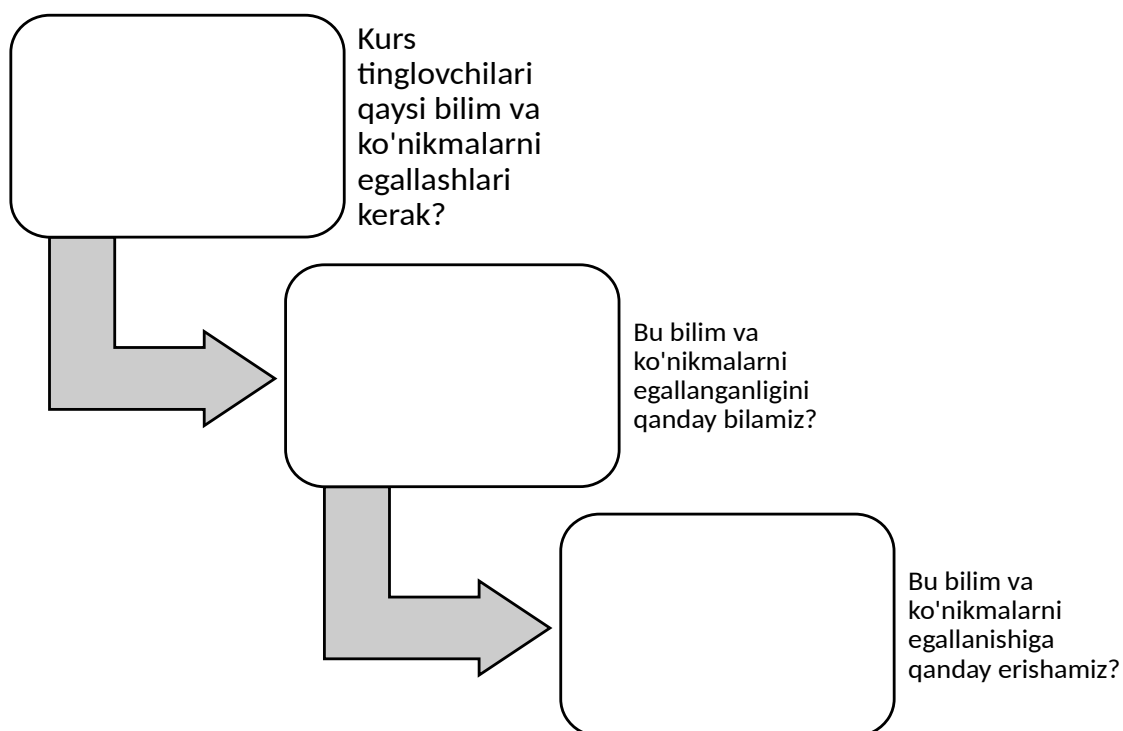 Kurs
tinglovchilari
qaysi bilim va
ko'nikmalarni
egallashlari
kerak?
Bu bilim va
ko'nikmalarni
egallanganligini
qanday bilamiz?
Bu bilim va
ko'nikmalarni
egallanishiga
qanday erishamiz?